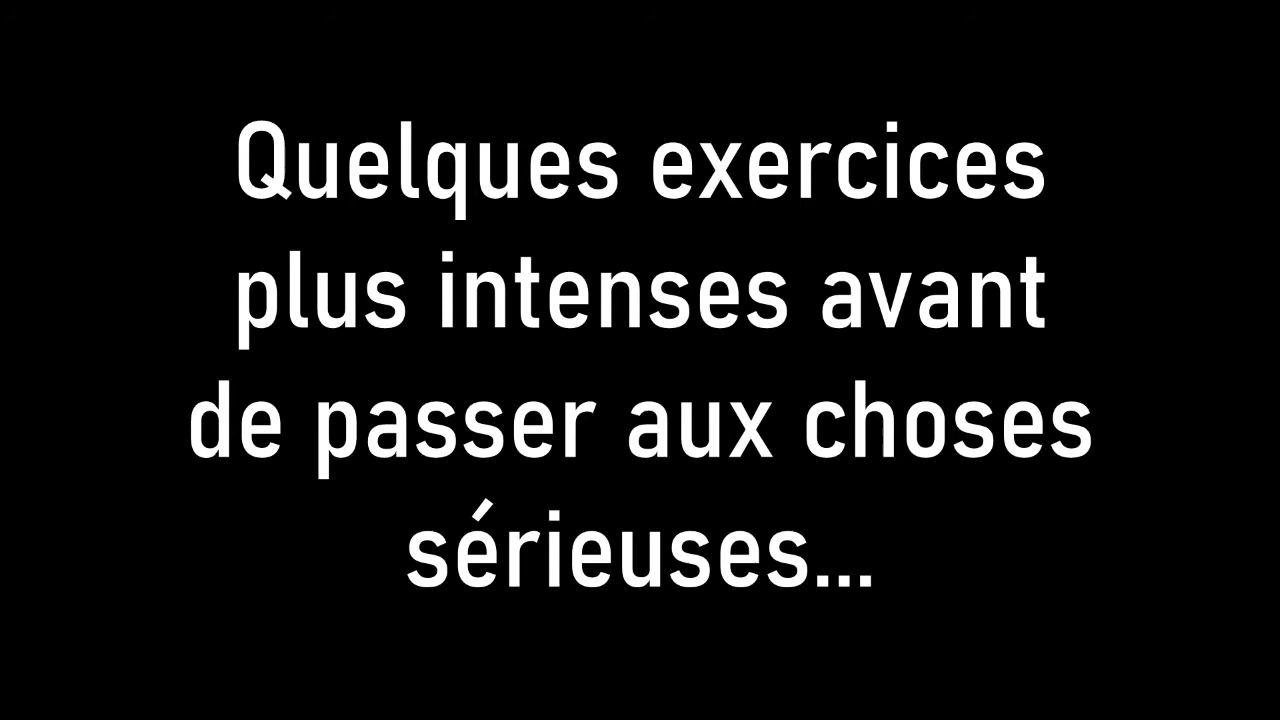 Quelques exercices
plus intenses avant
de passer aux choses
sérieuses...